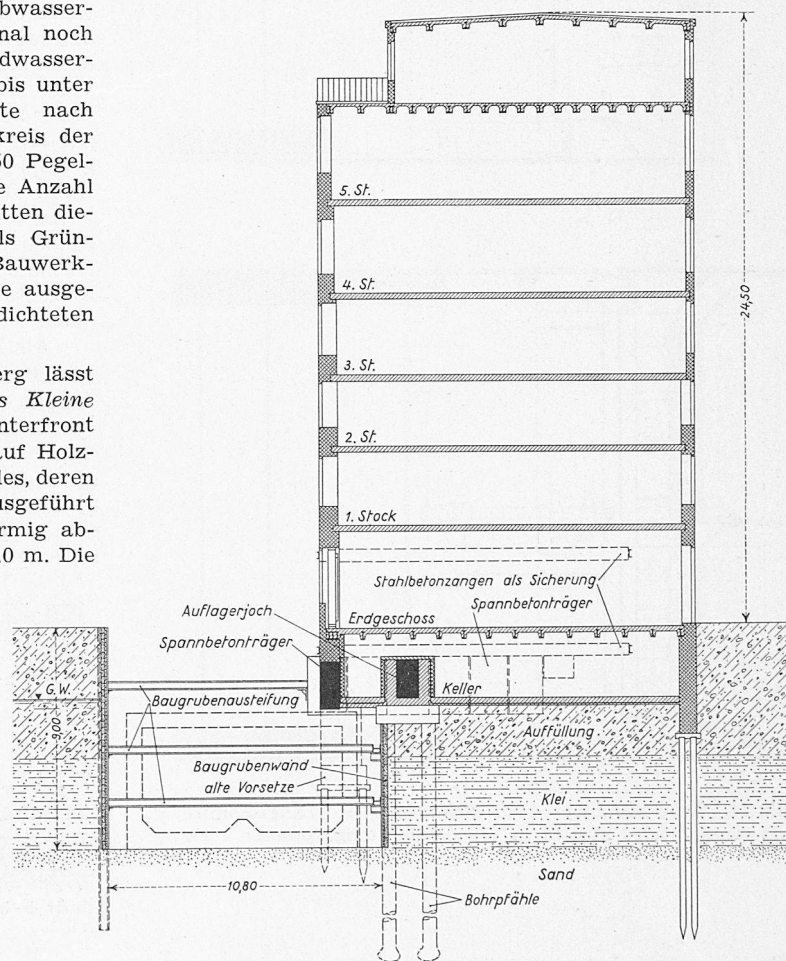 bwasser-
nal noch
dwasser-
bis unter
te nach
kreis der
50 Pegel-
e Anzahl
tten die-
ls Grün-
Bauwerk-
e ausge-
dichteten
erg lässt
s Kleine
nterfront
auf Holz-
les, deren
usgeführt
rmig ab-
0 m. Die
5. St.
4. St.
3. St.
2. St.
1. Stock
24,50
Stahlbetonzangen als Sicherung
Auflagerjoch
Erdgeschoss
Spannbetonträger
Spannbetonträger
G.W.
Keller
Baugrubenausteifung
9,00
Auffüllung
Baugrubenwand
alte Vorsetze
Klei
Sand
10,80
Bohrpfähle